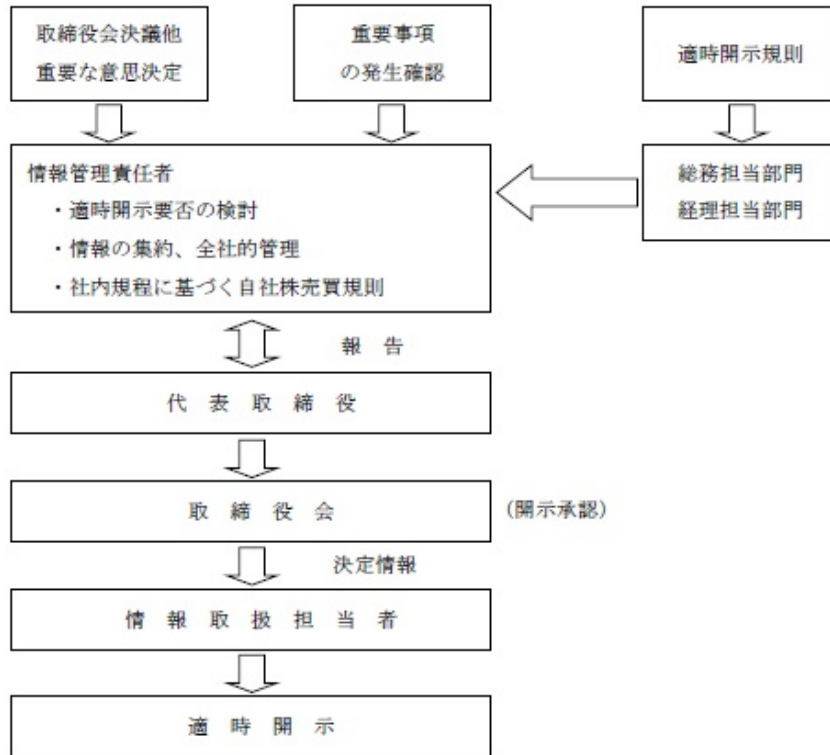 取締役会決議他
重要な意思決定
重要事項
の発生確認
適時開示規則
情報管理責任者
・適時開示要否の検討
・情報の集約、全社的管理
・社内規程に基づく自社株売買規則
総務担当部門
経理担当部門
報 告
代 表 取 締 役
取 締 役 会
(開示承認)
決定情報
情 報 取 扱 担 当 者
適 時 開 示